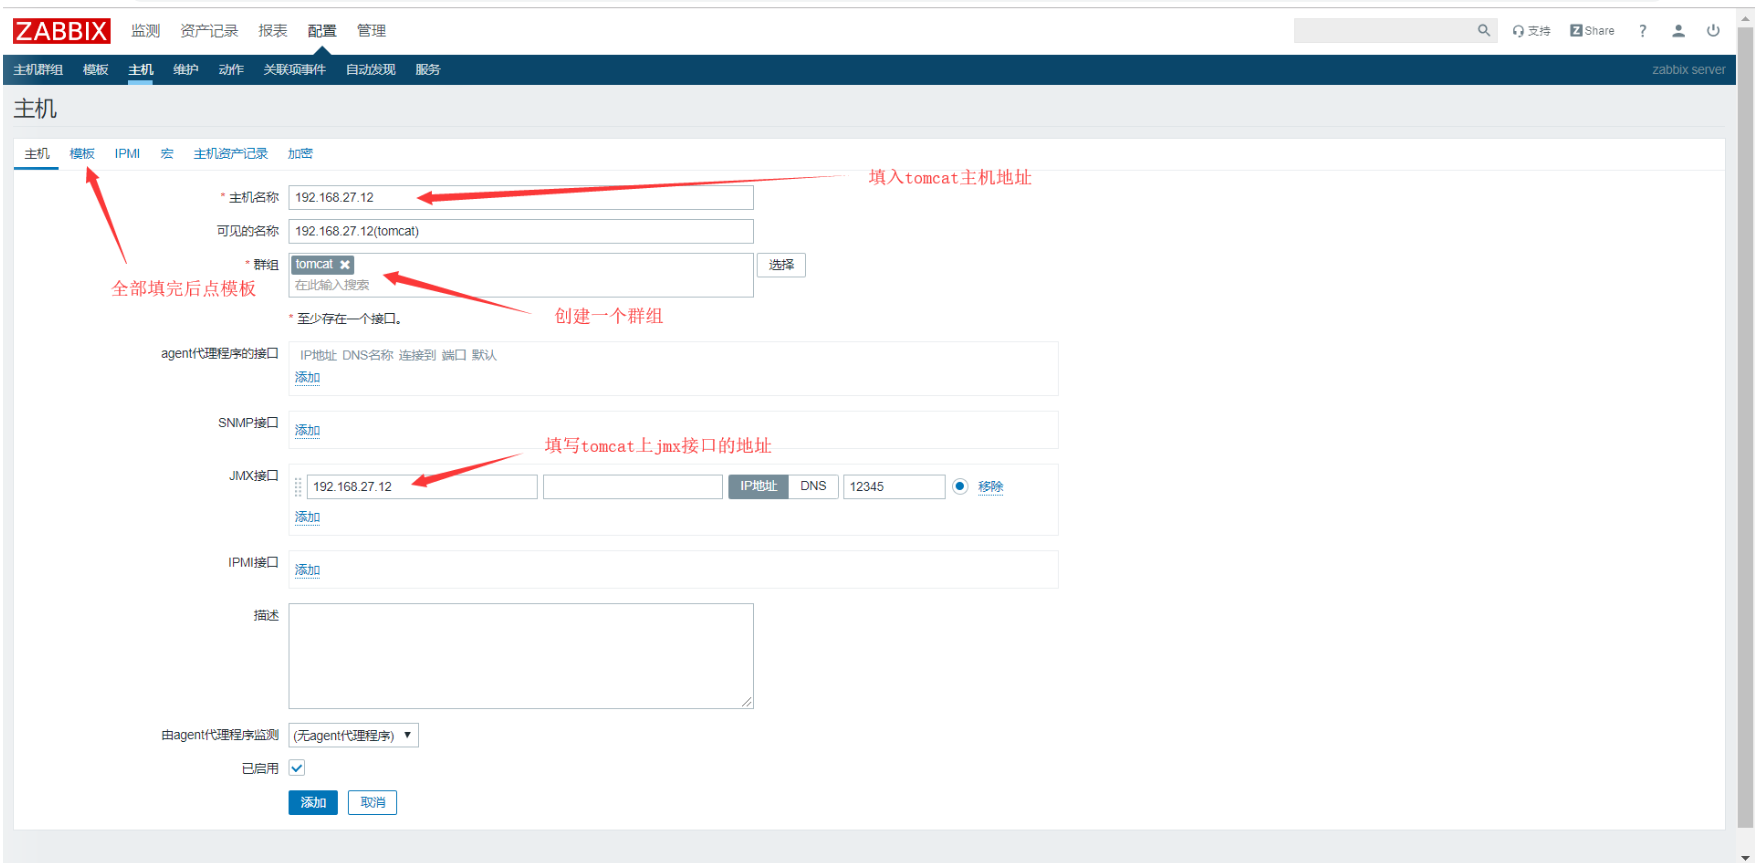 ZABBIX 监测 资产记录 报表 配置 管理 支持 Z Share ?
主机群组 模板 主机 维护 动作 关联项事件 自动发现 服务 zabbix server
主机
主机 模板 IPMI 宏 主机资产记录 加密
填入tomcat主机地址
* 主机名称 192.168.27.12
可见的名称 192.168.27.12(tomcat)
* 群组 tomcat 选择
在此输入搜索
全部填完后点模板
创建一个群组
* 至少存在一个接口。
agent代理程序的接口 IP地址 DNS名称 连接到 端口 默认
添加
SNMP接口 添加
填写tomcat上jmx接口的地址
JMX接口 192.168.27.12 IP地址 DNS 12345 移除
添加
IPMI接口 添加
描述
由agent代理程序监测 (无agent代理程序)
已启用
添加 取消